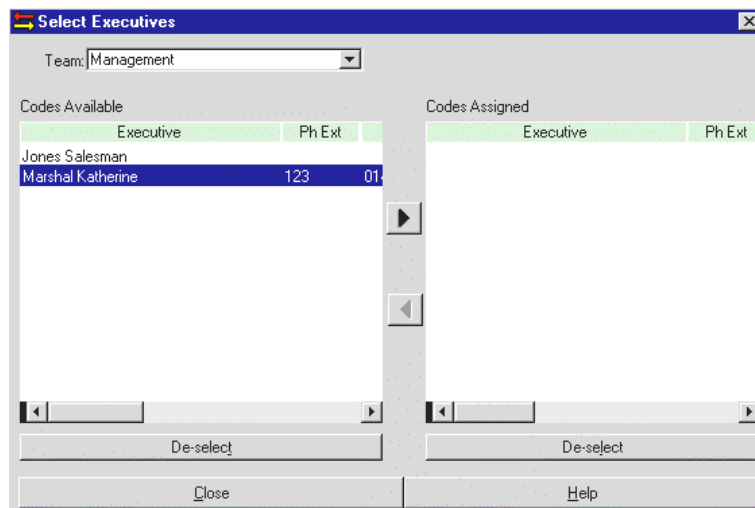 Select Executives
Team: Management
Codes Available
Codes Assigned
Executive Ph Ext
Executive Ph Ext
Jones Salesman
Marshal Katherine 123 01
De-select
De-select
Close
Help